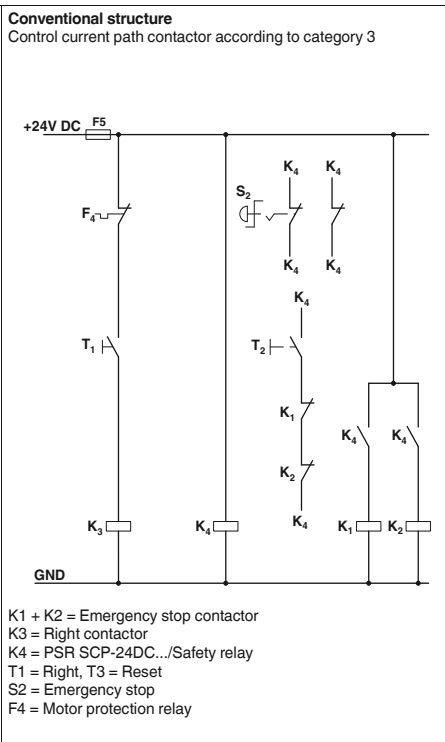 Conventional structure
Control current path contactor according to category 3
+24V DC F5
K4 K4
S2
F4
K4 K4
K4
T1 T2
K1
K4 K4
K2
K4
K3 K4 K1 K2
GND
K1 + K2 = Emergency stop contactor
K3 = Right contactor
K4 = PSR SCP-24DC.../Safety relay
T1 = Right, T3 = Reset
S2 = Emergency stop
F4 = Motor protection relay